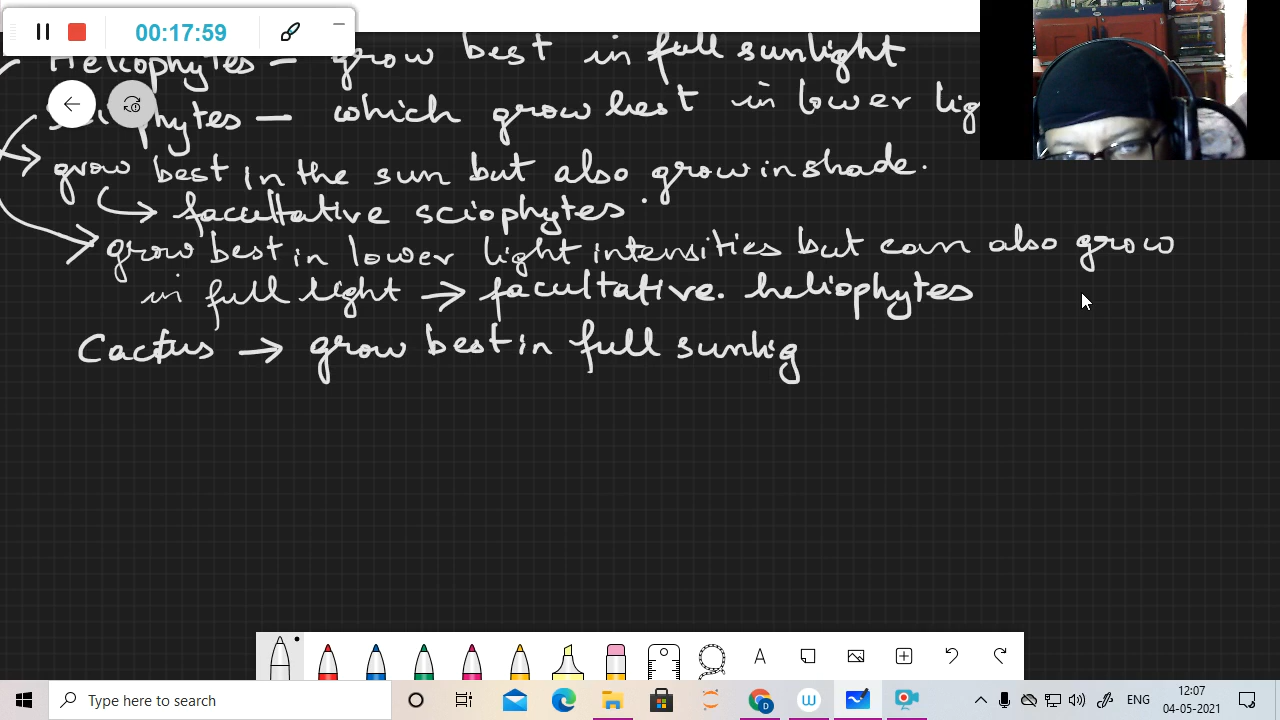 00:17:59
Heliophytes - grow best in full sunlight
phytes - which grow best in lower lig
grow best in the sun but also grow in shade.
facultative sciophytes
grow best in lower light intensities but can also grow
in full light → facultative. heliophytes
Cactus → grow best in full sunlig
A
Type here to search
D
W
ENG
12:07
04-05-2021